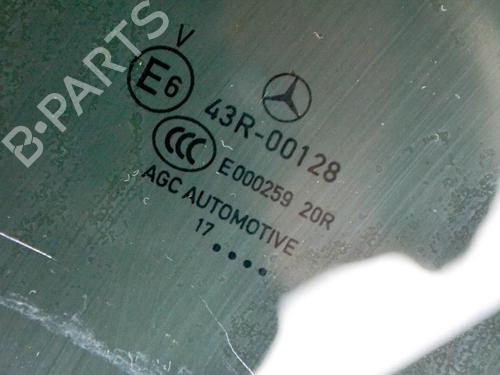 B-PARTS
V
E6
43R-00128
CCC
E000259 20R
AGC AUTOMOTIVE
17
....